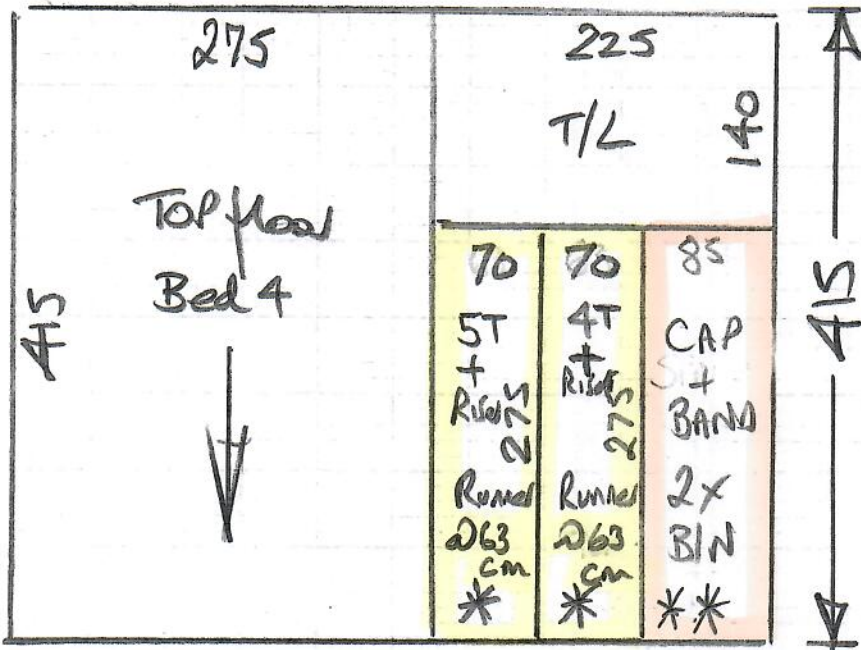 275
TOP floor
Bed 4
415
225
T/L
140
70
5T
+
Riser
275
Runner
@63
cm
*
70
4T
+
Riser
275
Runner
@63
cm
*
85
CAP
+
BAND
2X
BIN
**
415